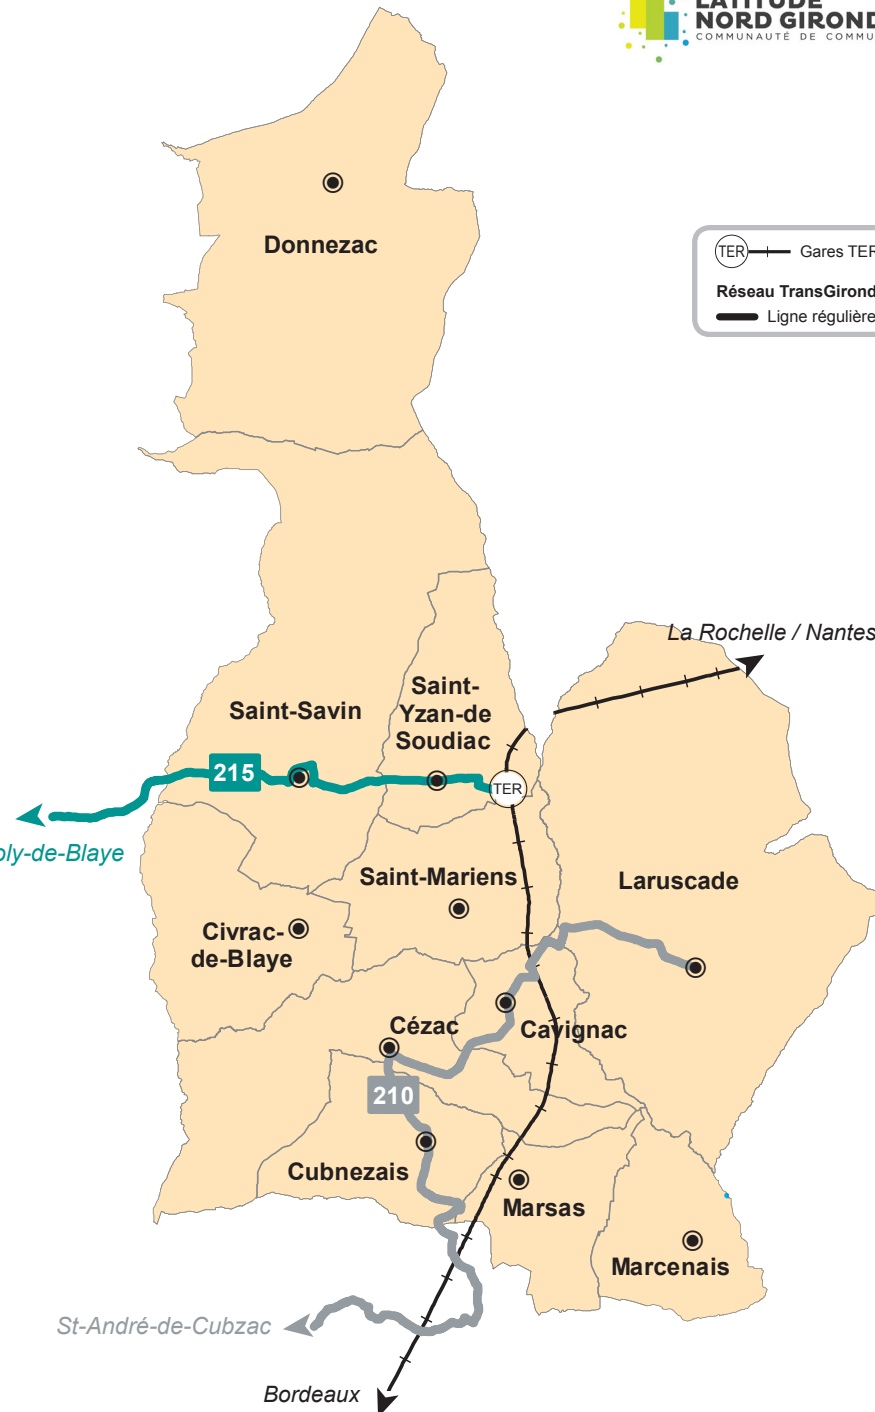 LATITUDE
NORD GIROND
COMMUNAUTÉ DE COMMU
Donnezac
TER Gares TER
Réseau TransGirond
Ligne régulière
La Rochelle / Nantes
Saint-Savin
Saint-
Yzan-de
Soudiac
215
TER
oly-de-Blaye
Saint-Mariens
Laruscade
Civrac-
de-Blaye
Cézac
Cavignac
210
Cubnezais
Marsas
Marcenais
St-André-de-Cubzac
Bordeaux